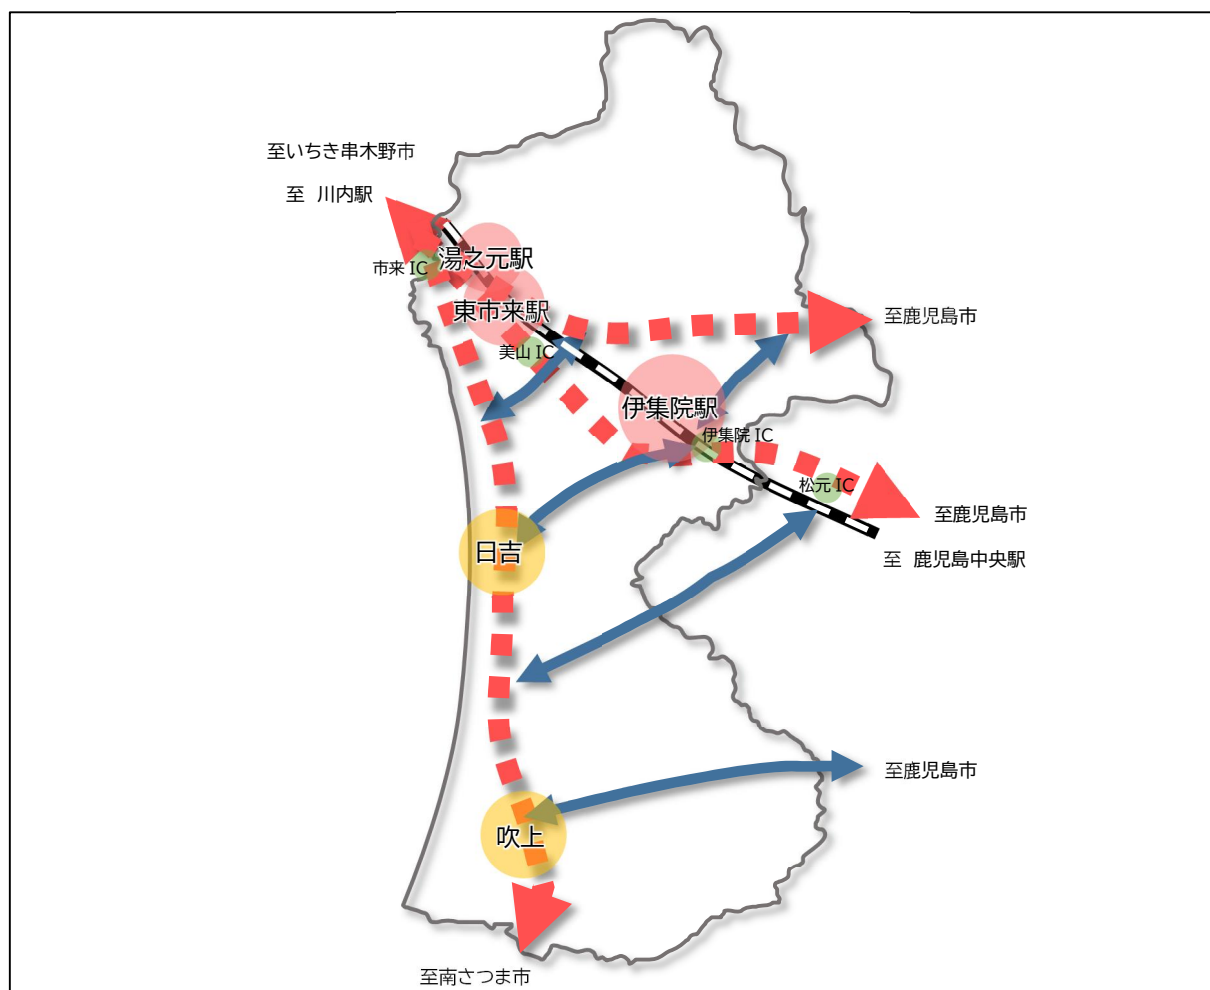 至いちき串木野市
至 川内駅
湯之元駅
市来 IC
東市来駅
至鹿児島市
美山 IC
伊集院駅
伊集院 IC
松元 IC
至鹿児島市
日吉
至 鹿児島中央駅
至鹿児島市
吹上
至南さつま市